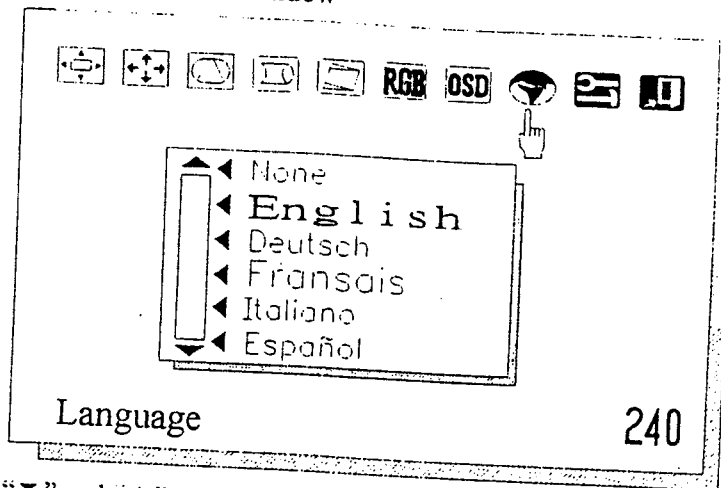 RGB OSD
None
English
Deutsch
Fransais
Italiano
Español
Language 240